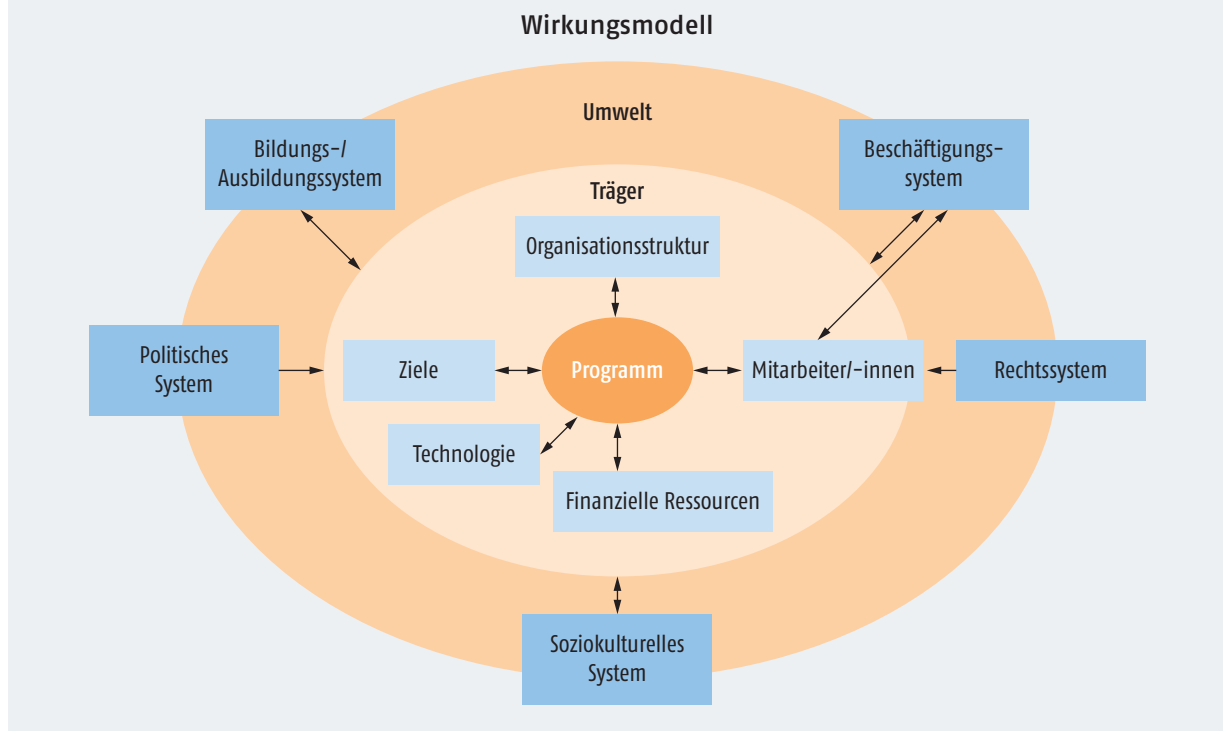 Wirkungsmodell
Umwelt
Bildungs-/
Ausbildungssystem
Beschäftigungs-
system
Träger
Organisationsstruktur
Politisches
System
Ziele
Programm
Mitarbeiter/-innen
Rechtssystem
Technologie
Finanzielle Ressourcen
Soziokulturelles
System